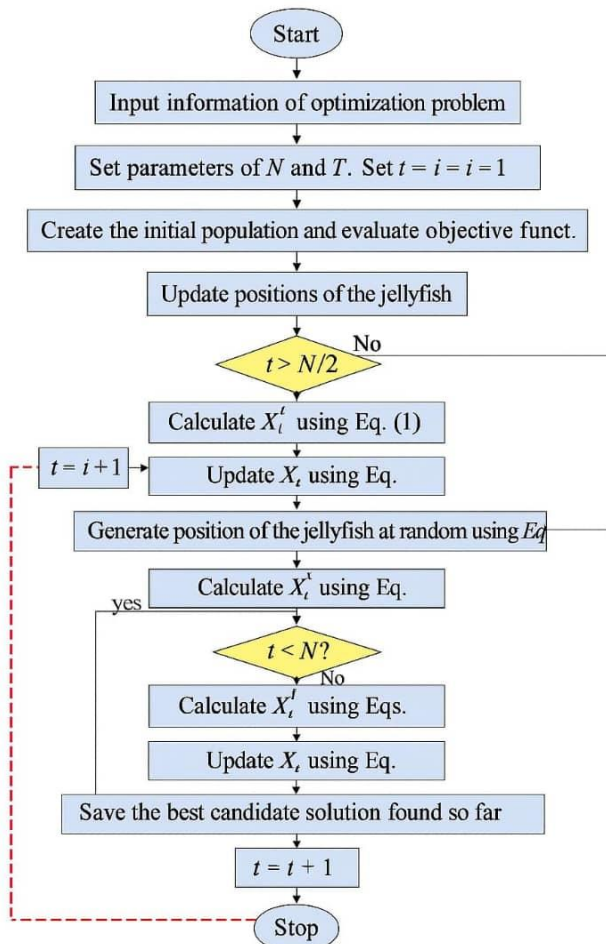 Start
Input information of optimization problem
Set parameters of N and T. Set t = i = i = 1
Create the initial population and evaluate objective funct.
Update positions of the jellyfish
No
t > N/2
Calculate X_i^t using Eq. (1)
t = i + 1
Update X_t using Eq.
Generate position of the jellyfish at random using Eq
Calculate X_t^x using Eq.
yes
t < N?
No
Calculate X_t^t using Eqs.
Update X_t using Eq.
Save the best candidate solution found so far
t = t + 1
Stop